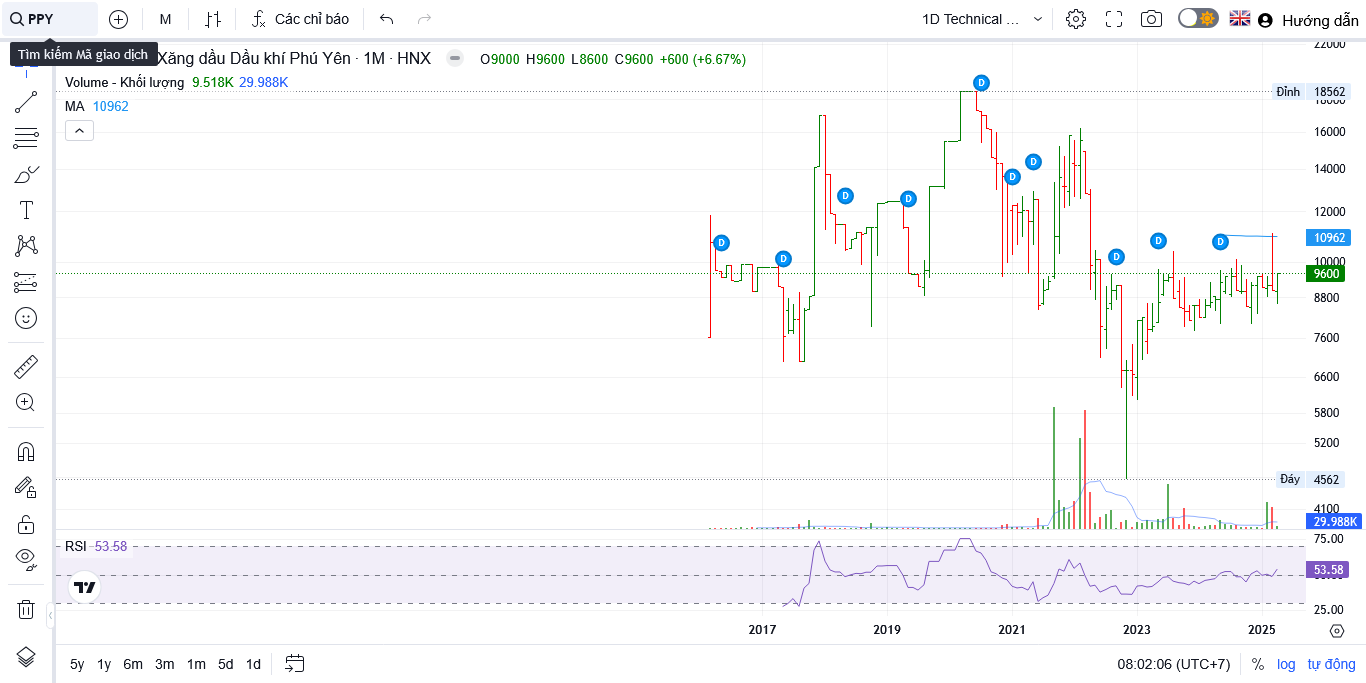 PPY
M
Các chỉ báo
1D Technical ...
Hướng dẫn
Tìm kiếm Mã giao dịch
Xăng dầu Dầu khí Phú Yên · 1M · HNX
O9000 H9600 L8600 C9600 +600 (+6.67%)
Volume - Khối lượng 9.518K 29.988K
MA 10962
22000
Đỉnh 18562
18000
16000
14000
12000
10962
10000
9600
8800
7600
6600
5800
5200
Đáy 4562
4100
29.988K
D
D
D
D
D
D
D
D
D
D
RSI 53.58
75.00
53.58
50.00
25.00
2017 2019 2021 2023 2025
5y 1y 6m 3m 1m 5d 1d
08:02:06 (UTC+7) % log tự động